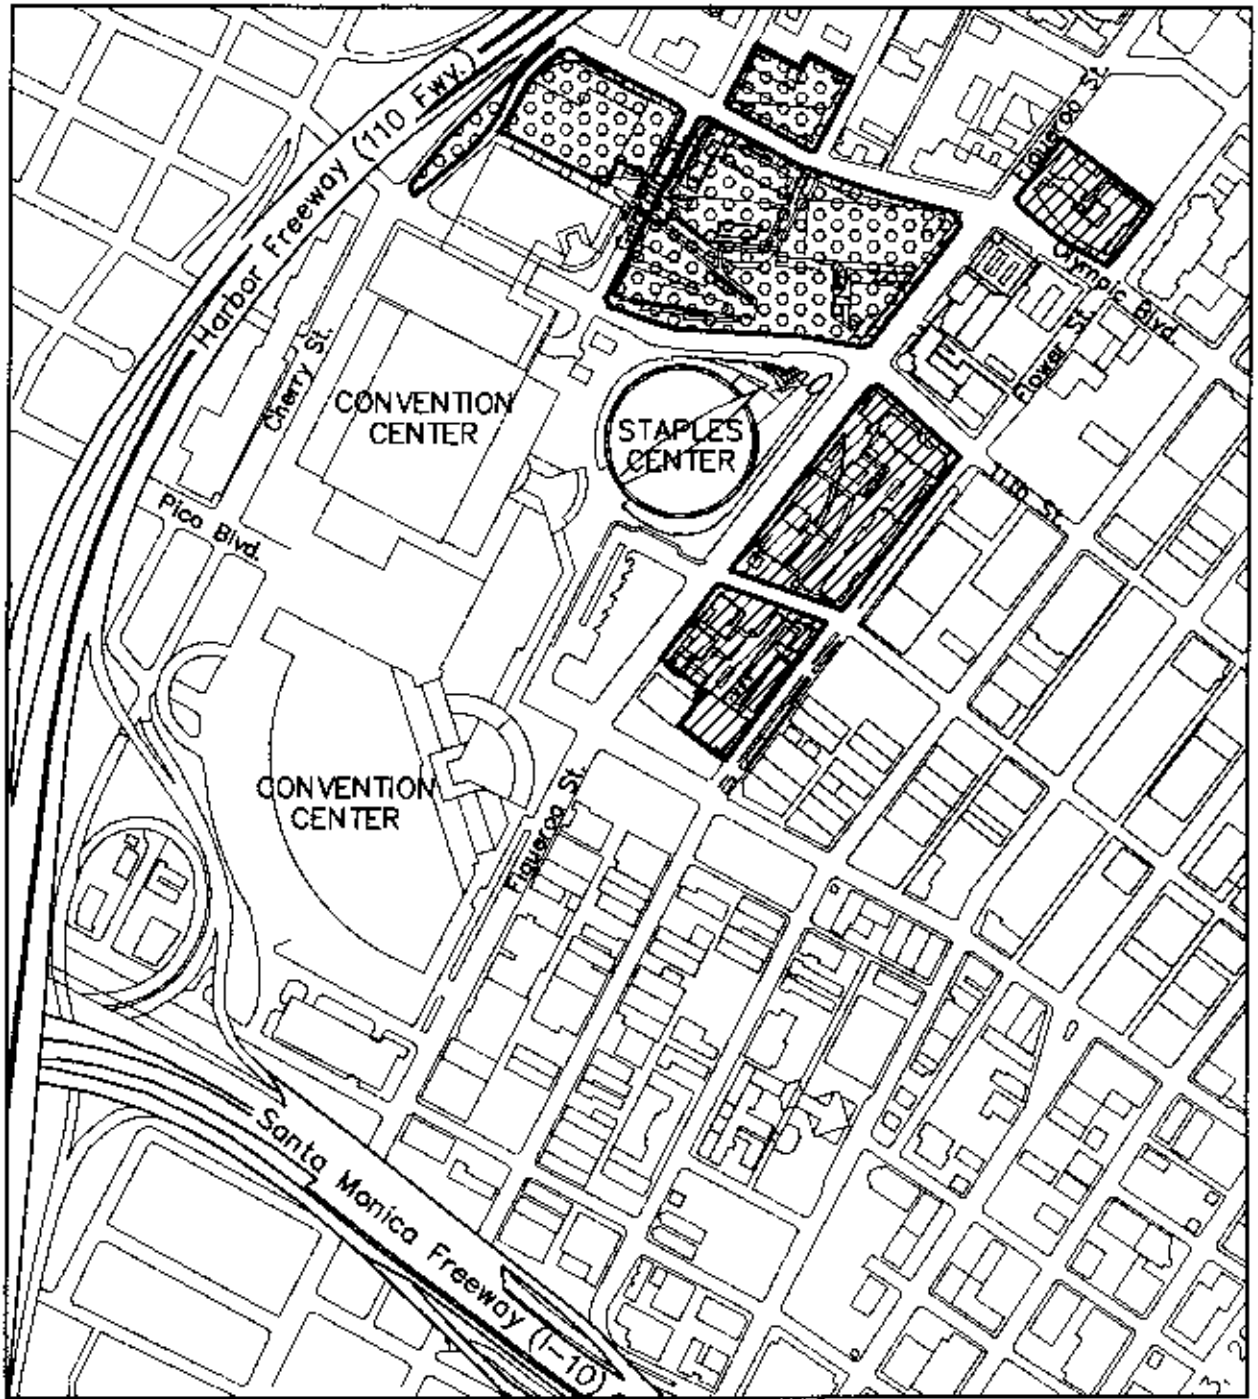 Harbor Freeway (110 Fwy.)
Figueroa St.
Olympic Blvd.
Flower St.
Cherry St.
CONVENTION
CENTER
STAPLES
CENTER
11th St.
Pico Blvd.
CONVENTION
CENTER
Figueroa St.
Santa Monica Freeway (I-10)